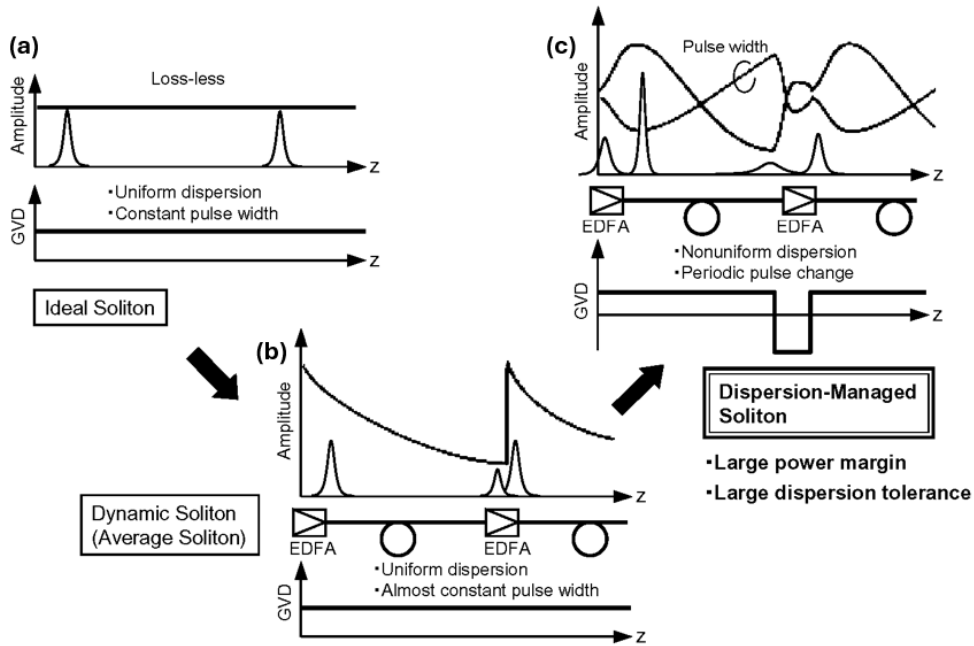 (a)
Loss-less
Amplitude
z
・Uniform dispersion
・Constant pulse width
GVD
z
Ideal Soliton
(b)
Amplitude
z
Dynamic Soliton
(Average Soliton)
EDFA
EDFA
・Uniform dispersion
・Almost constant pulse width
GVD
z
(c)
Pulse width
Amplitude
z
EDFA
EDFA
・Nonuniform dispersion
・Periodic pulse change
GVD
z
Dispersion-Managed
Soliton
・Large power margin
・Large dispersion tolerance